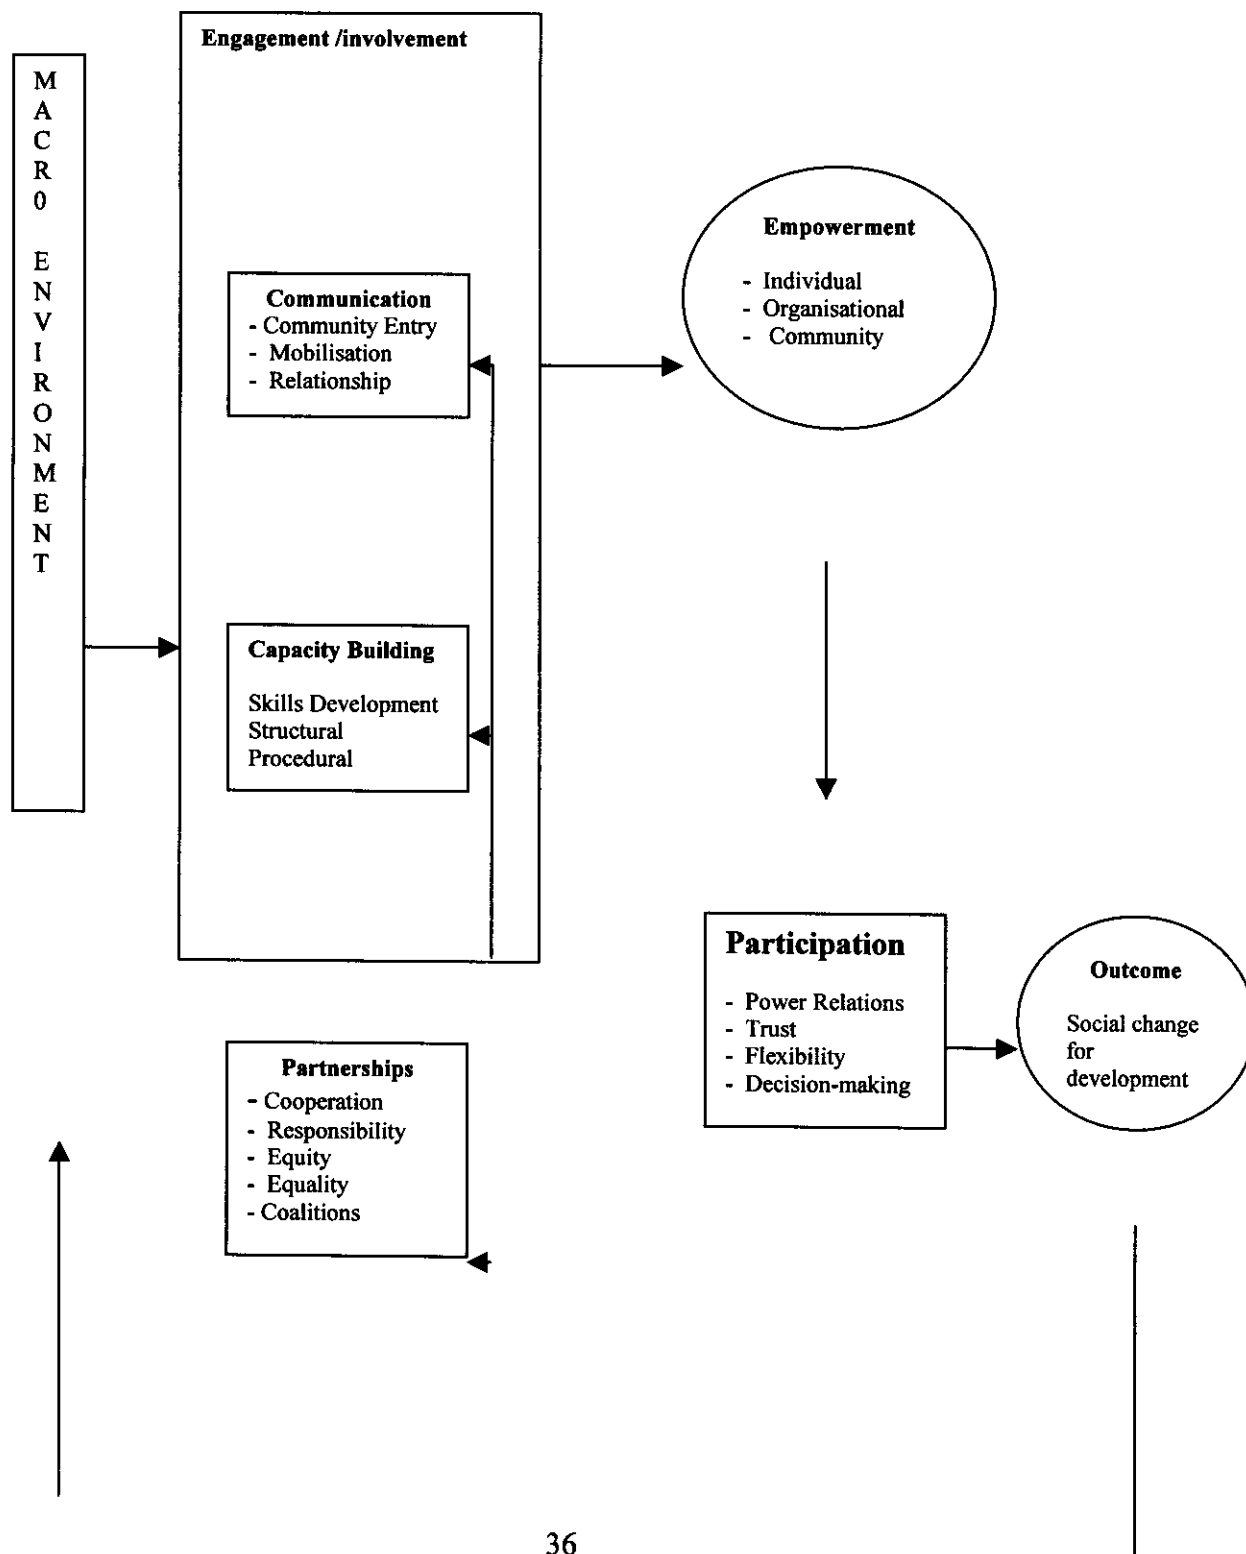 M
A
C
R
0
E
N
V
I
R
O
N
M
E
N
T
Engagement /involvement
Communication
- Community Entry
- Mobilisation
- Relationship
Capacity Building
Skills Development
Structural
Procedural
Partnerships
- Cooperation
- Responsibility
- Equity
- Equality
- Coalitions
Empowerment
- Individual
- Organisational
- Community
Participation
- Power Relations
- Trust
- Flexibility
- Decision-making
Outcome
Social change
for
development
36